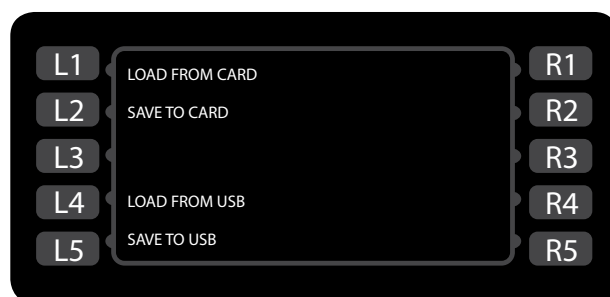 L1 LOAD FROM CARD R1
L2 SAVE TO CARD R2
L3 R3
L4 LOAD FROM USB R4
L5 SAVE TO USB R5